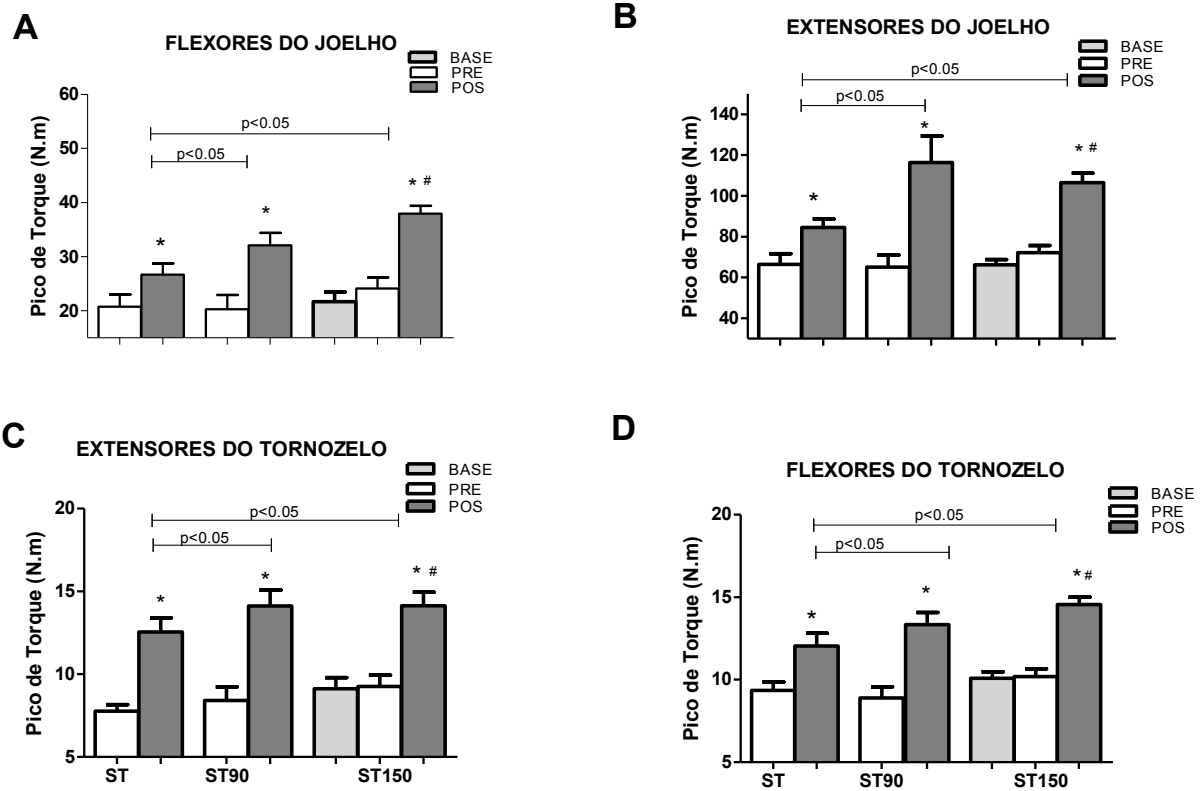 A
FLEXORES DO JOELHO
BASE
PRE
POS
Pico de Torque (N.m)
60
50
40
30
20
p<0.05
p<0.05
*
*
* #
B
EXTENSORES DO JOELHO
BASE
PRE
POS
Pico de Torque (N.m)
140
120
100
80
60
40
p<0.05
p<0.05
*
*
* #
C
EXTENSORES DO TORNOZELO
BASE
PRE
POS
Pico de Torque (N.m)
20
15
10
5
p<0.05
p<0.05
*
*
* #
ST ST90 ST150
D
FLEXORES DO TORNOZELO
BASE
PRE
POS
Pico de Torque (N.m)
20
15
10
5
p<0.05
p<0.05
*
*
* #
ST ST90 ST150